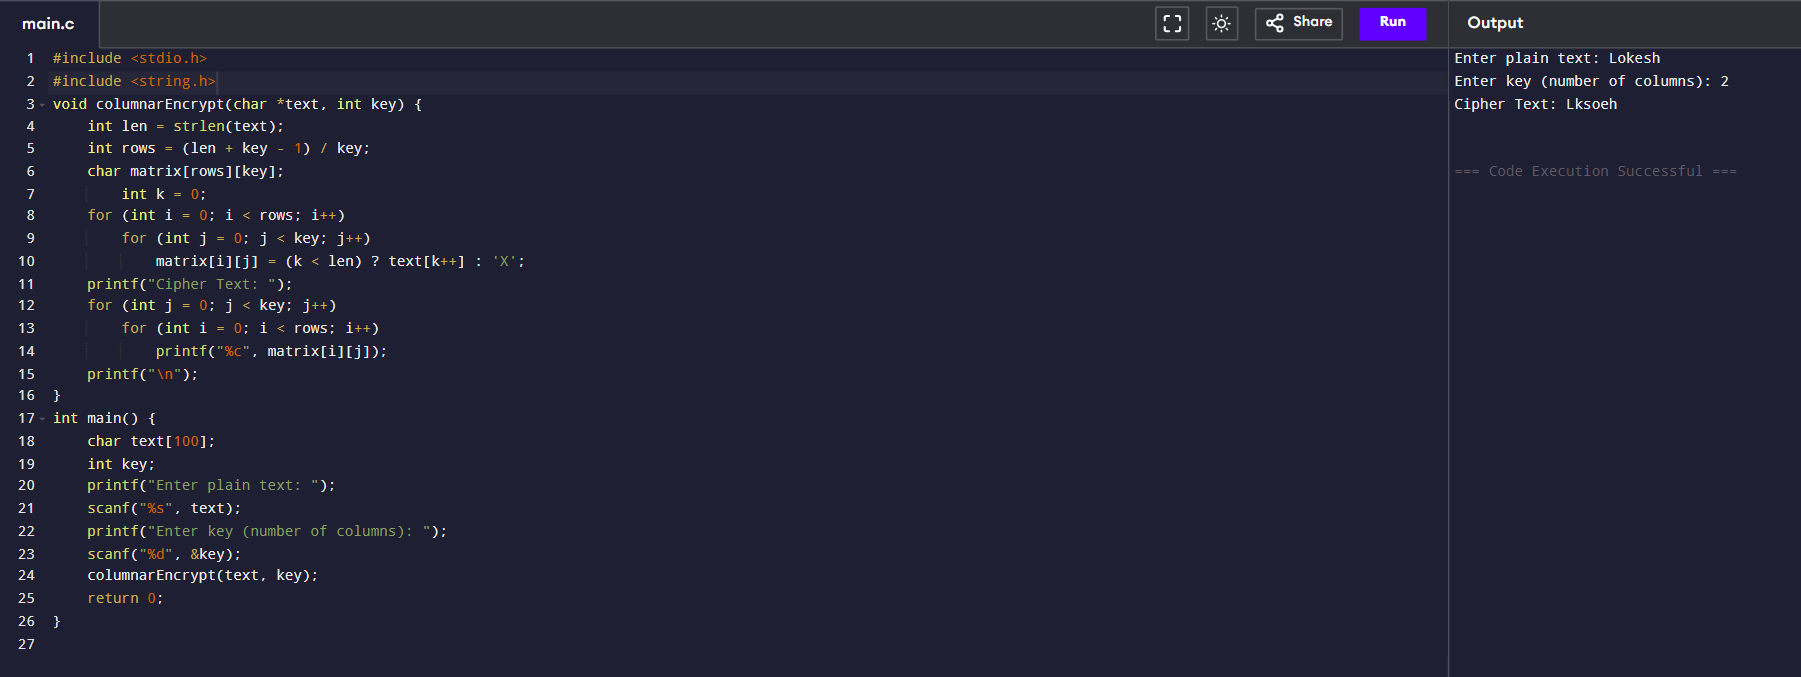 main.c
Share
Run
Output
1 #include <stdio.h>
2 #include <string.h>
3 void columnarEncrypt(char *text, int key) {
4     int len = strlen(text);
5     int rows = (len + key - 1) / key;
6     char matrix[rows][key];
7         int k = 0;
8     for (int i = 0; i < rows; i++)
9         for (int j = 0; j < key; j++)
10             matrix[i][j] = (k < len) ? text[k++] : 'X';
11     printf("Cipher Text: ");
12     for (int j = 0; j < key; j++)
13         for (int i = 0; i < rows; i++)
14             printf("%c", matrix[i][j]);
15     printf("\n");
16 }
17 int main() {
18     char text[100];
19     int key;
20     printf("Enter plain text: ");
21     scanf("%s", text);
22     printf("Enter key (number of columns): ");
23     scanf("%d", &key);
24     columnarEncrypt(text, key);
25     return 0;
26 }
27
Enter plain text: Lokesh
Enter key (number of columns): 2
Cipher Text: Lksoeh
=== Code Execution Successful ===